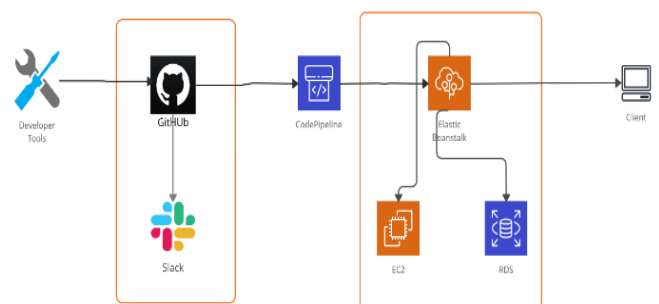 Developer
Tools
GitHUb
Slack
CodePipeline
Elastic
Beanstalk
EC2
RDS
Client